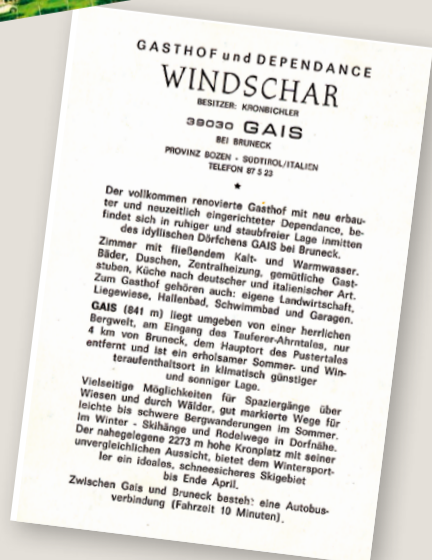 GASTHOF und DEPENDANCE
WINDSCHAR
BESITZER: KRONBICHLER
39030 GAIS
BEI BRUNECK
PROVINZ BOZEN - SÜDTIROL/ITALIEN
TELEFON 87 5 23
★
Der vollkommen renovierte Gasthof mit neu erbau-
ter und neuzeitlich eingerichteter Dependance, be-
findet sich in ruhiger und staubfreier Lage inmitten
des idyllischen Dörfchens GAIS bei Bruneck.
Zimmer mit fließendem Kalt- und Warmwasser.
Bäder, Duschen, Zentralheizung, gemütliche Gast-
stuben, Küche nach deutscher und italienischer Art.
Zum Gasthof gehören auch: eigene Landwirtschaft,
Liegewiese, Hallenbad, Schwimmbad und Garagen.
GAIS (841 m) liegt umgeben von einer herrlichen
Bergwelt, am Eingang des Tauferer-Ahrntales, nur
4 km von Bruneck, dem Hauptort des Pustertales
entfernt und ist ein erholsamer Sommer- und Win-
teraufenthaltsort in klimatisch günstiger
und sonniger Lage.
Vielseitige Möglichkeiten für Spaziergänge über
Wiesen und durch Wälder, gut markierte Wege für
leichte bis schwere Bergwanderungen im Sommer.
Im Winter - Skihänge und Rodelwege in Dorfnähe.
Der nahegelegene 2273 m hohe Kronplatz mit seiner
unvergleichlichen Aussicht, bietet dem Wintersport-
ler ein ideales, schneesicheres Skigebiet
bis Ende April.
Zwischen Gais und Bruneck besteht eine Autobus-
verbindung (Fahrzeit 10 Minuten).